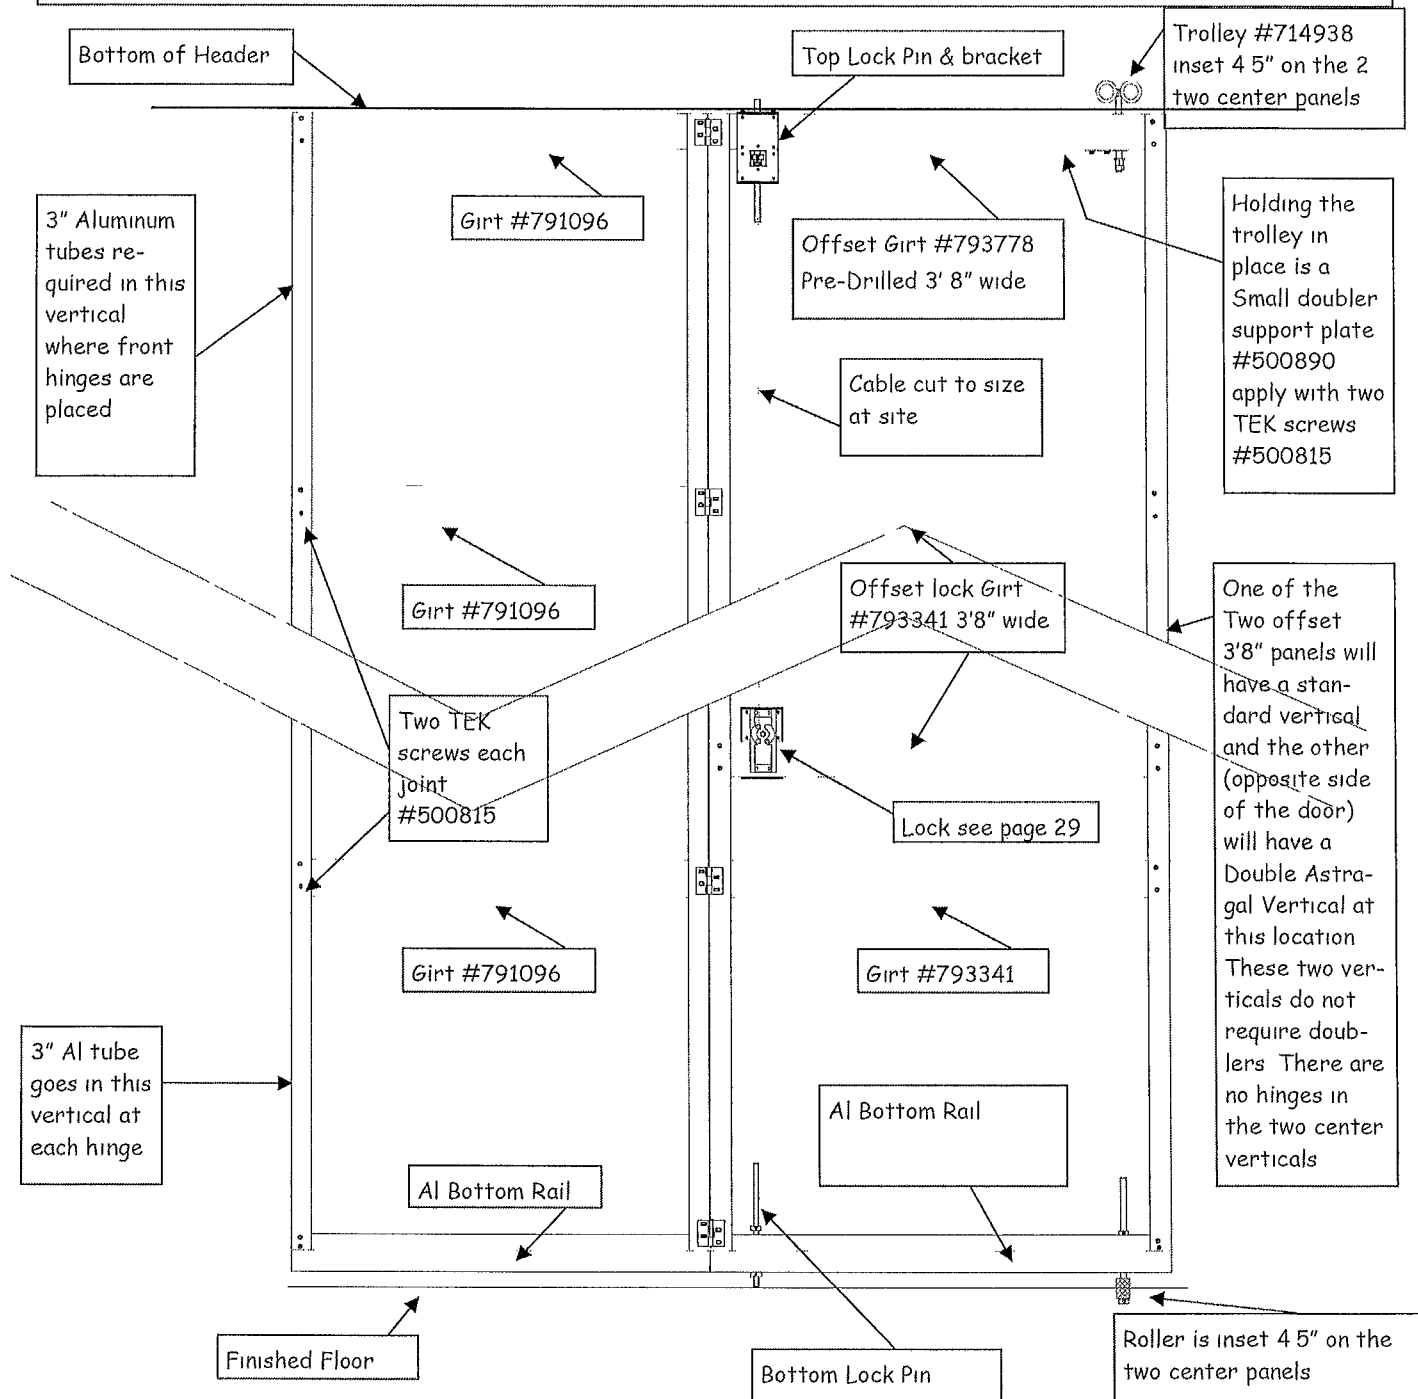 Bottom of Header
Top Lock Pin & bracket
Trolley #714938
inset 4 5" on the 2
two center panels
3" Aluminum
tubes re-
quired in this
vertical
where front
hinges are
placed
Girt #791096
Offset Girt #793778
Pre-Drilled 3' 8" wide
Holding the
trolley in
place is a
Small doubler
support plate
#500890
apply with two
TEK screws
#500815
Cable cut to size
at site
Girt #791096
Offset lock Girt
#793341 3'8" wide
One of the
Two offset
3'8" panels will
have a stan-
dard vertical
and the other
(opposite side
of the door)
will have a
Double Astra-
gal Vertical at
this location
These two ver-
ticals do not
require doub-
lers There are
no hinges in
the two center
verticals
Two TEK
screws each
joint
#500815
Lock see page 29
Girt #791096
Girt #793341
3" Al tube
goes in this
vertical at
each hinge
Al Bottom Rail
Al Bottom Rail
Finished Floor
Bottom Lock Pin
Roller is inset 4 5" on the
two center panels